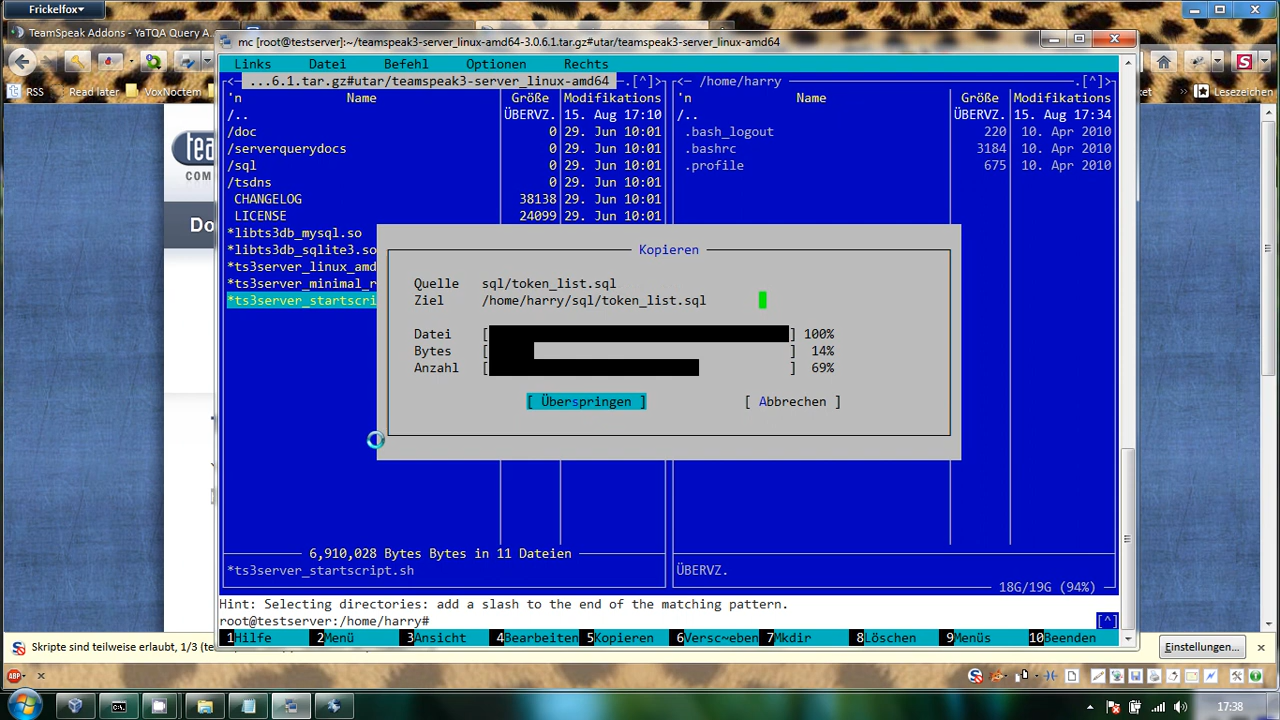 Frickelfox
TeamSpeak Addons - YaTQA Query A...
mc [root@testserver]:~/teamspeak3-server_linux-amd64-3.0.6.1.tar.gz#utar/teamspeak3-server_linux-amd64
Links Datei Befehl Optionen Rechts
RSS Read later VoxNoctem
Lesezeichen
<─ ...6.1.tar.gz#utar/teamspeak3-server_linux-amd64 .[^]> <─ /home/harry .[^]>
'n Name Größe Modifikations 'n Name Größe Modifikations
/.. ÜBERVZ. 15. Aug 17:10 /.. ÜBERVZ. 15. Aug 17:34
/doc 0 29. Jun 10:01 .bash_logout 220 10. Apr 2010
/serverquerydocs 0 29. Jun 10:01 .bashrc 3184 10. Apr 2010
/sql 0 29. Jun 10:01 .profile 675 10. Apr 2010
/tsdns 0 29. Jun 10:01
CHANGELOG 38138 29. Jun 10:01
LICENSE 24099 29. Jun 10:01
*libts3db_mysql.so
*libts3db_sqlite3.so
*ts3server_linux_amd
*ts3server_minimal_r
*ts3server_startscri
Kopieren
Quelle sql/token_list.sql
Ziel /home/harry/sql/token_list.sql
Datei [ ] 100%
Bytes [ ] 14%
Anzahl [ ] 69%
[ Überspringen ] [ Abbrechen ]
6,910,028 Bytes Bytes in 11 Dateien
*ts3server_startscript.sh ÜBERVZ.
18G/19G (94%)
Hint: Selecting directories: add a slash to the end of the matching pattern.
root@testserver:/home/harry# [^]
1Hilfe 2Menü 3Ansicht 4Bearbeiten 5Kopieren 6Versc~eben 7Mkdir 8Löschen 9Menüs 10Beenden
Skripte sind teilweise erlaubt, 1/3 (te
Einstellungen...
ABP
17:38